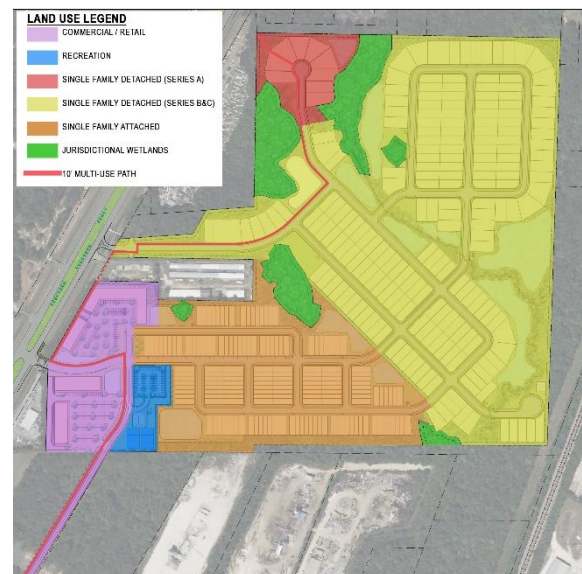 LAND USE LEGEND
COMMERCIAL / RETAIL
RECREATION
SINGLE FAMILY DETACHED (SERIES A)
SINGLE FAMILY DETACHED (SERIES B&C)
SINGLE FAMILY ATTACHED
JURISDICTIONAL WETLANDS
10' MULTI-USE PATH